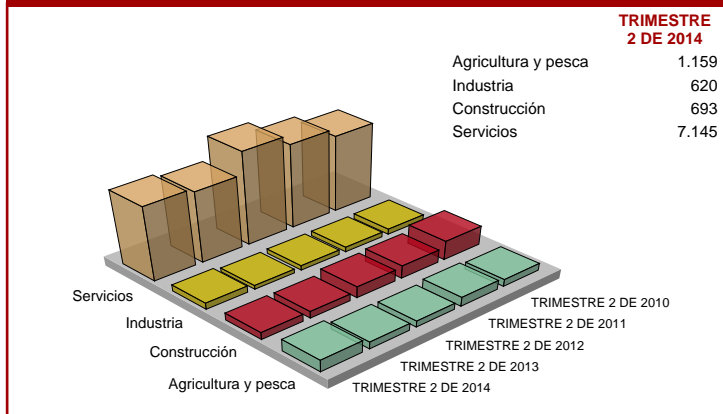 TRIMESTRE
2 DE 2014
Agricultura y pesca 1.159
Industria 620
Construcción 693
Servicios 7.145
Servicios
Industria
Construcción
Agricultura y pesca
TRIMESTRE 2 DE 2010
TRIMESTRE 2 DE 2011
TRIMESTRE 2 DE 2012
TRIMESTRE 2 DE 2013
TRIMESTRE 2 DE 2014